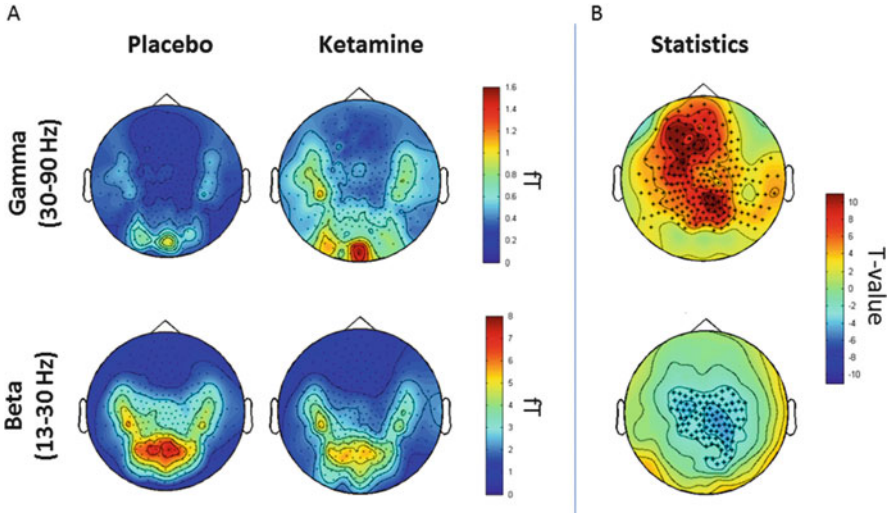 A
B
Placebo
Ketamine
Statistics
Gamma
(30-90 Hz)
1.6
1.4
1.2
1
0.8
0.6
0.4
0.2
0
fT
10
8
6
4
2
0
-2
-4
-6
-8
-10
T-value
Beta
(13-30 Hz)
8
7
6
5
4
3
2
1
0
fT